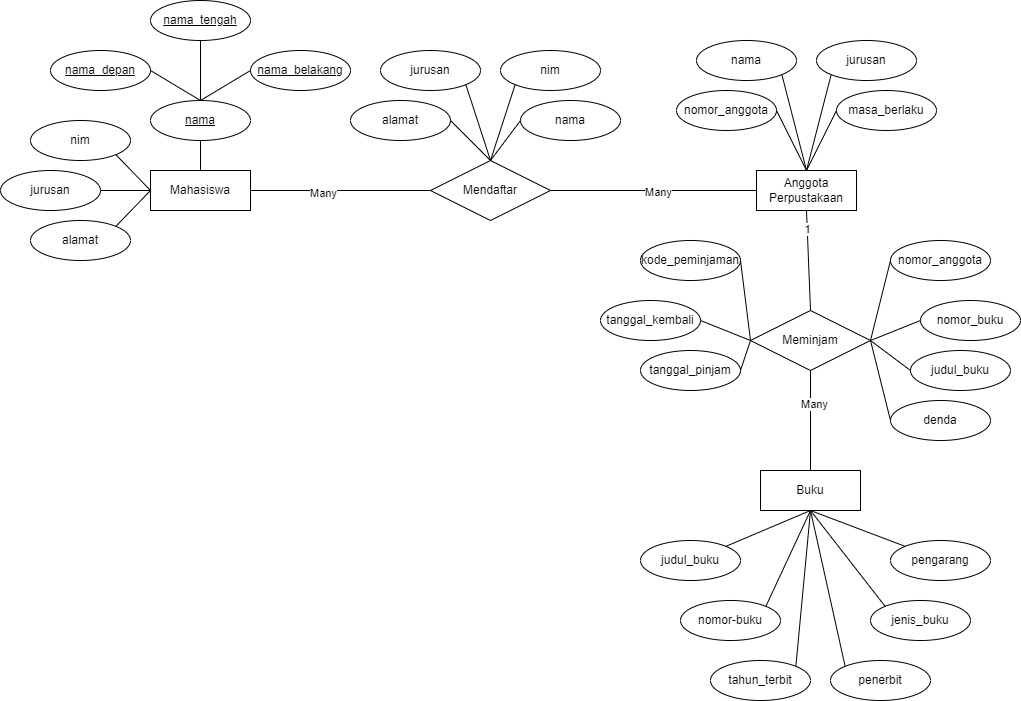 nama_tengah
nama_depan
nama_belakang
nama
nim
jurusan
alamat
Mahasiswa
Many
jurusan
nim
alamat
nama
Mendaftar
Many
nama
jurusan
nomor_anggota
masa_berlaku
Anggota
Perpustakaan
1
kode_peminjaman
tanggal_kembali
tanggal_pinjam
Meminjam
nomor_anggota
nomor_buku
judul_buku
denda
Many
Buku
judul_buku
pengarang
nomor-buku
jenis_buku
tahun_terbit
penerbit